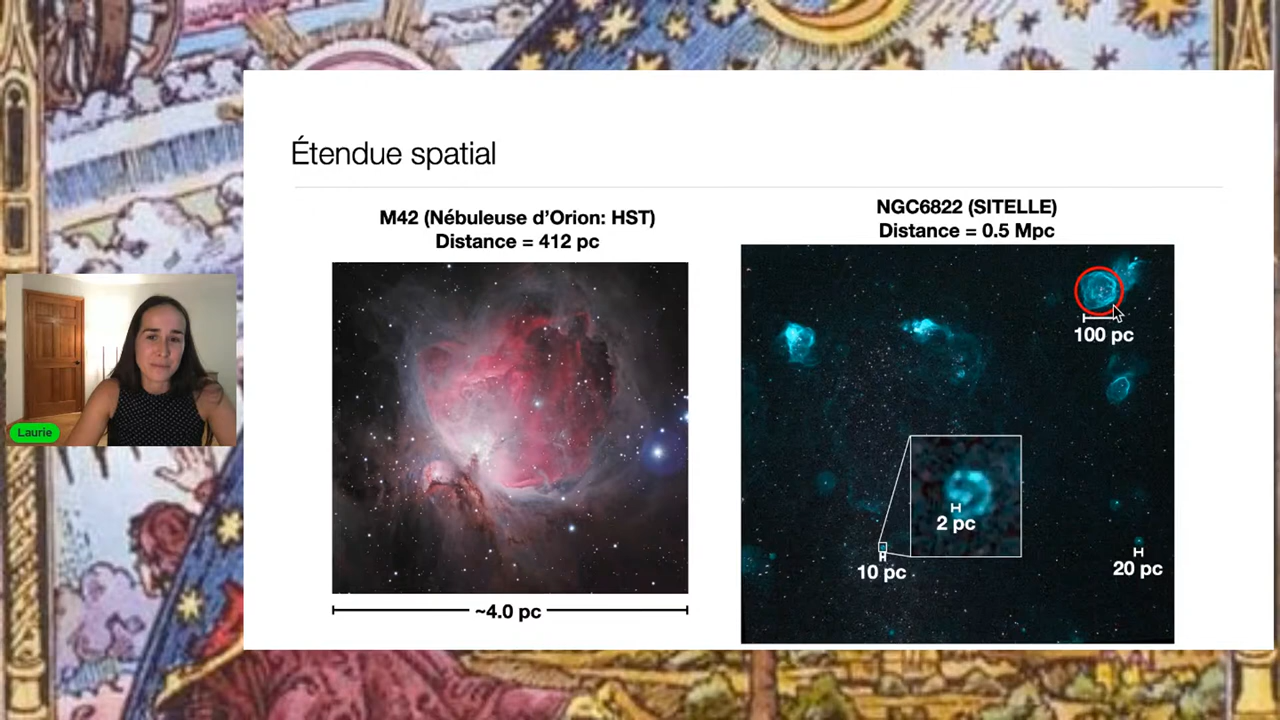 Étendue spatial
M42 (Nébuleuse d'Orion: HST)
Distance = 412 pc
NGC6822 (SITELLE)
Distance = 0.5 Mpc
100 pc
2 pc
10 pc
20 pc
~4.0 pc
Laurie